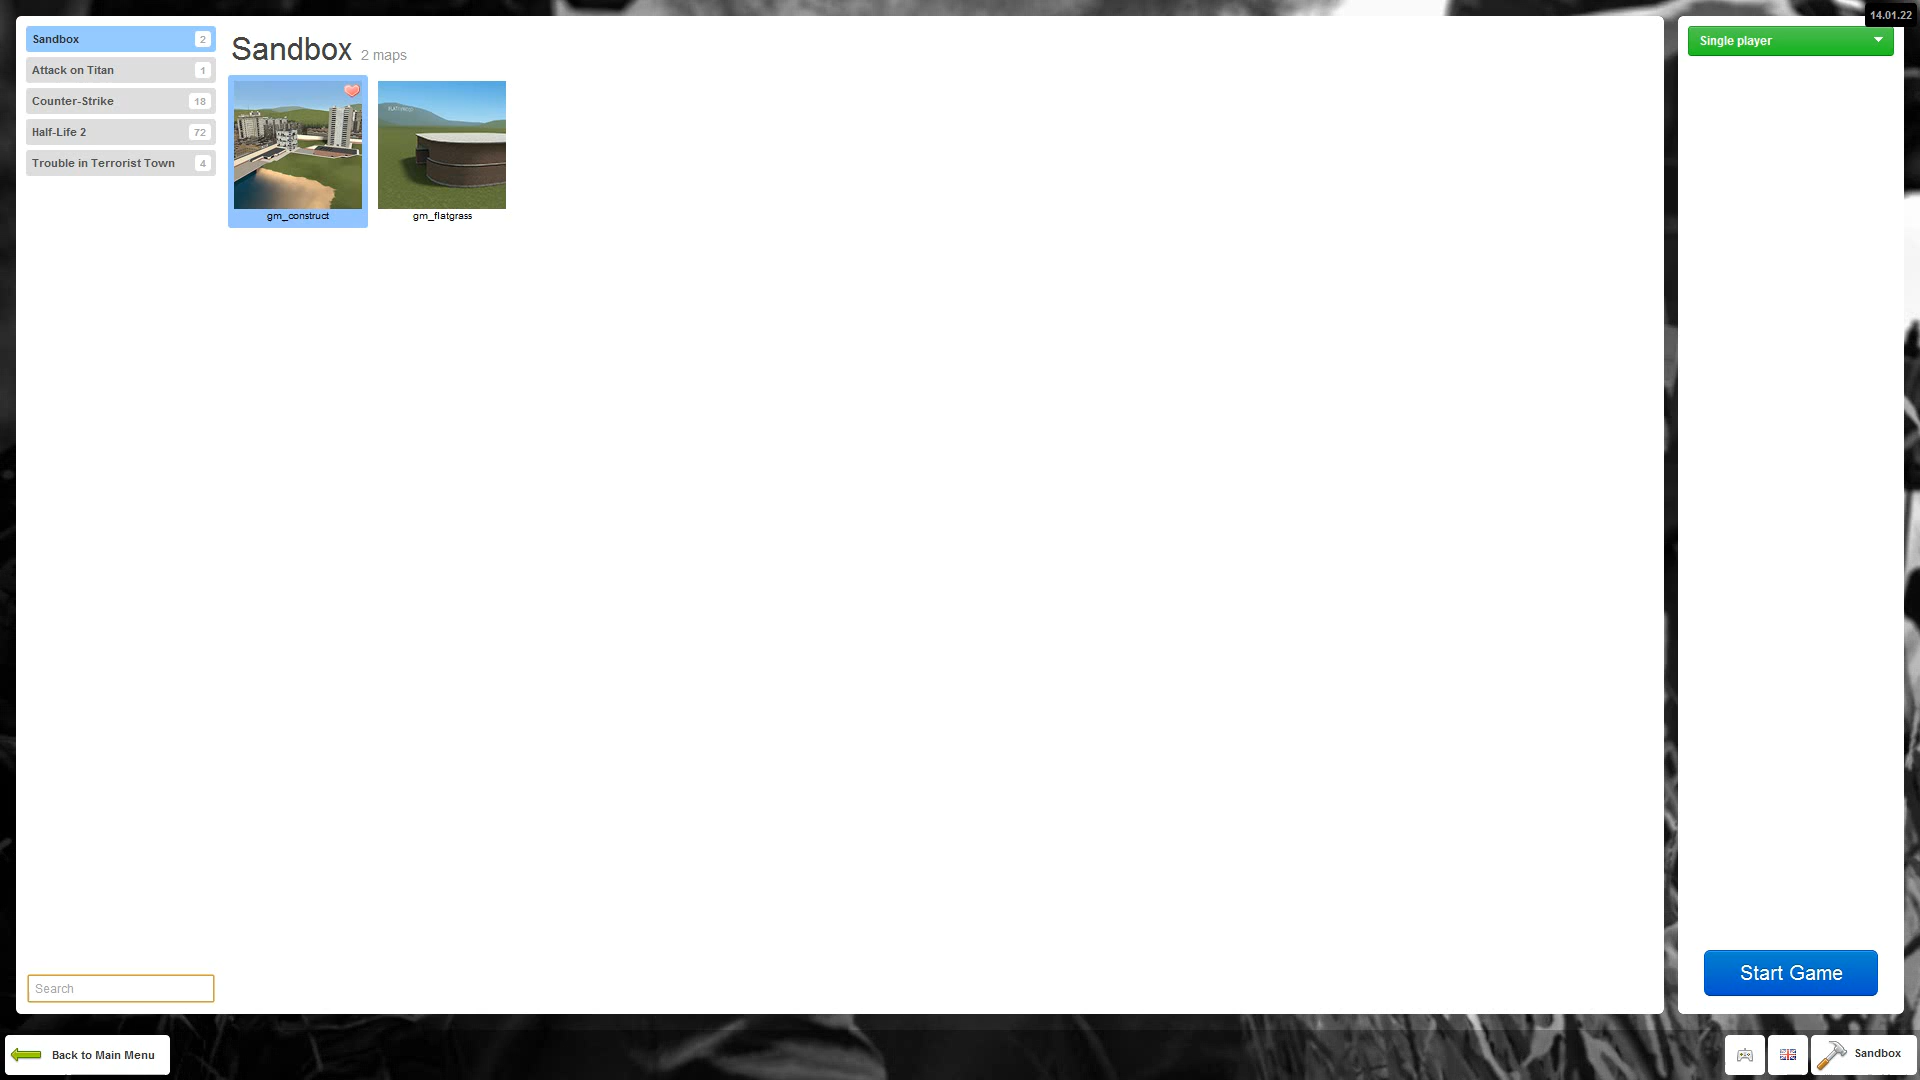 14.01.22
Sandbox 2
Attack on Titan 1
Counter-Strike 18
Half-Life 2 72
Trouble in Terrorist Town 4
Sandbox 2 maps
gm_construct
gm_flatgrass
Single player
Search
Start Game
Back to Main Menu
Sandbox